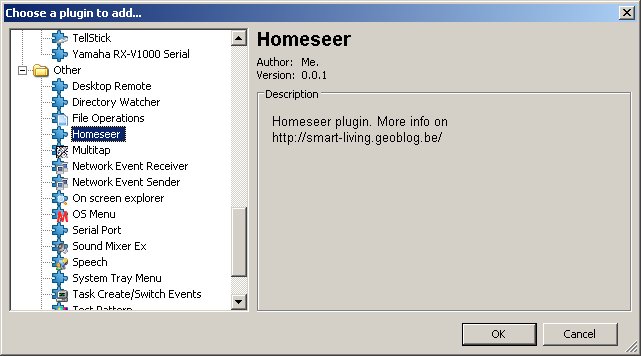 Choose a plugin to add...
TellStick
Yamaha RX-V1000 Serial
Other
Desktop Remote
Directory Watcher
File Operations
Homeseer
Multitap
Network Event Receiver
Network Event Sender
On screen explorer
OS Menu
Serial Port
Sound Mixer Ex
Speech
System Tray Menu
Task Create/Switch Events
Test Pattern
Homeseer
Author: Me.
Version: 0.0.1
Description
Homeseer plugin. More info on
http://smart-living.geoblog.be/
OK
Cancel